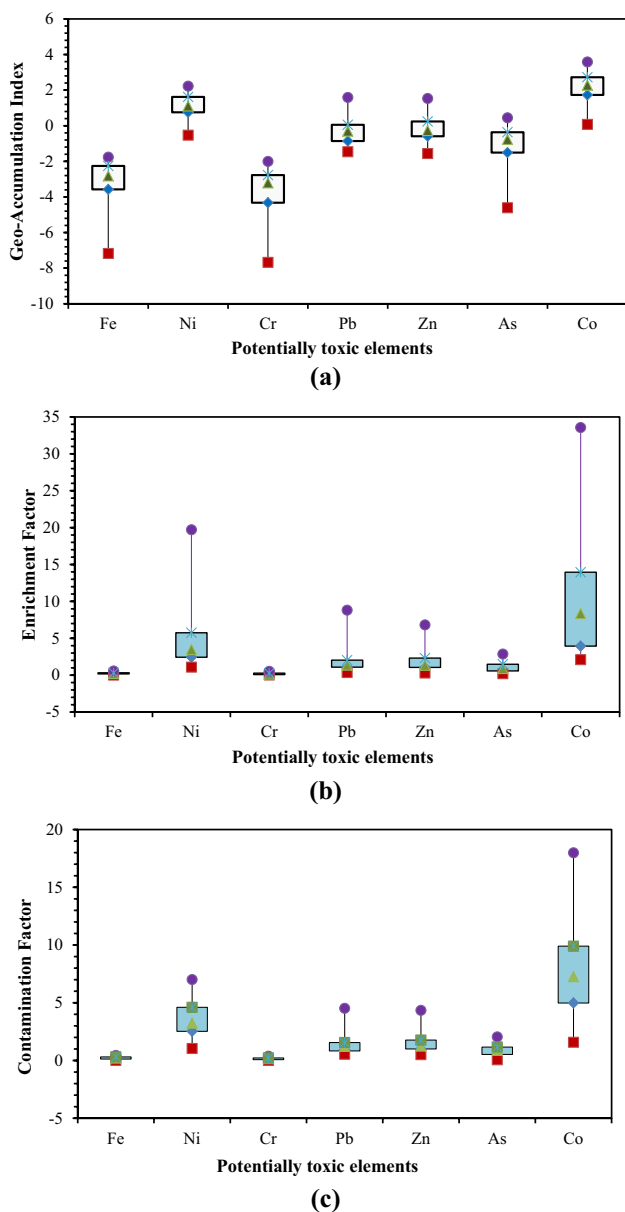 Geo-Accumulation Index
6
4
2
0
-2
-4
-6
-8
-10
Fe Ni Cr Pb Zn As Co
Potentially toxic elements
(a)
Enrichment Factor
35
30
25
20
15
10
5
0
-5
Fe Ni Cr Pb Zn As Co
Potentially toxic elements
(b)
Contamination Factor
20
15
10
5
0
-5
Fe Ni Cr Pb Zn As Co
Potentially toxic elements
(c)